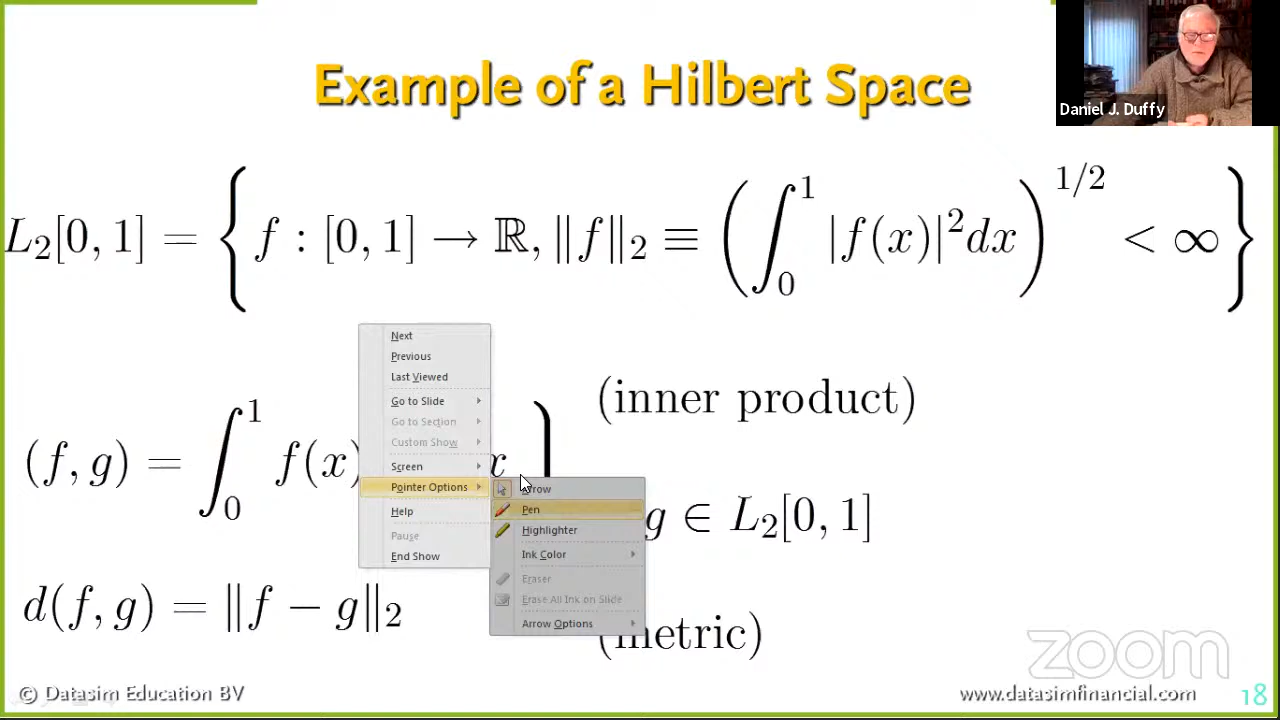 Example of a Hilbert Space
Daniel J. Duffy
L₂[0, 1] = { f : [0, 1] → ℝ, ‖f‖₂ ≡ ( ∫₀¹ |f(x)|² dx )^{1/2} < ∞ }
Next
Previous
Last Viewed
Go to Slide
Go to Section
Custom Show
Screen
Pointer Options
Help
Pause
End Show
Arrow
Pen
Highlighter
Ink Color
Eraser
Erase All Ink on Slide
Arrow Options
(inner product)
(f, g) = ∫₀¹ f(x) x }
g ∈ L₂[0, 1]
d(f, g) = ‖f − g‖₂
(metric)
zoom
© Datasim Education BV
www.datasimfinancial.com
18